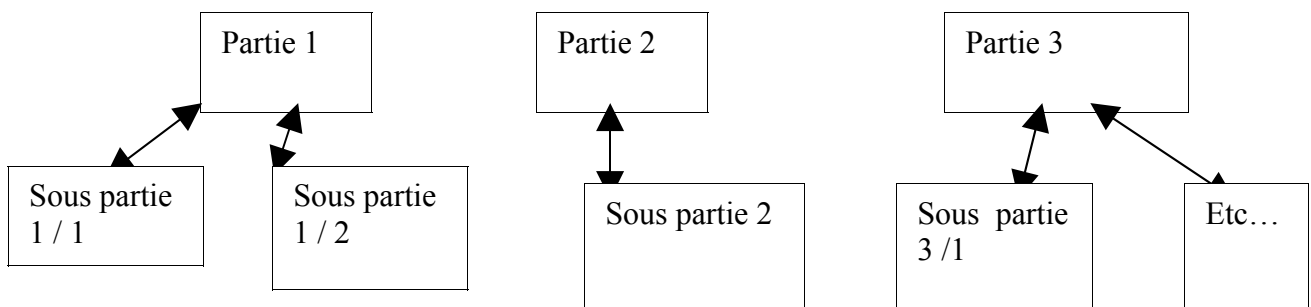 Partie 1
Partie 2
Partie 3
Sous partie
1 / 1
Sous partie
1 / 2
Sous partie 2
Sous partie
3 /1
Etc…